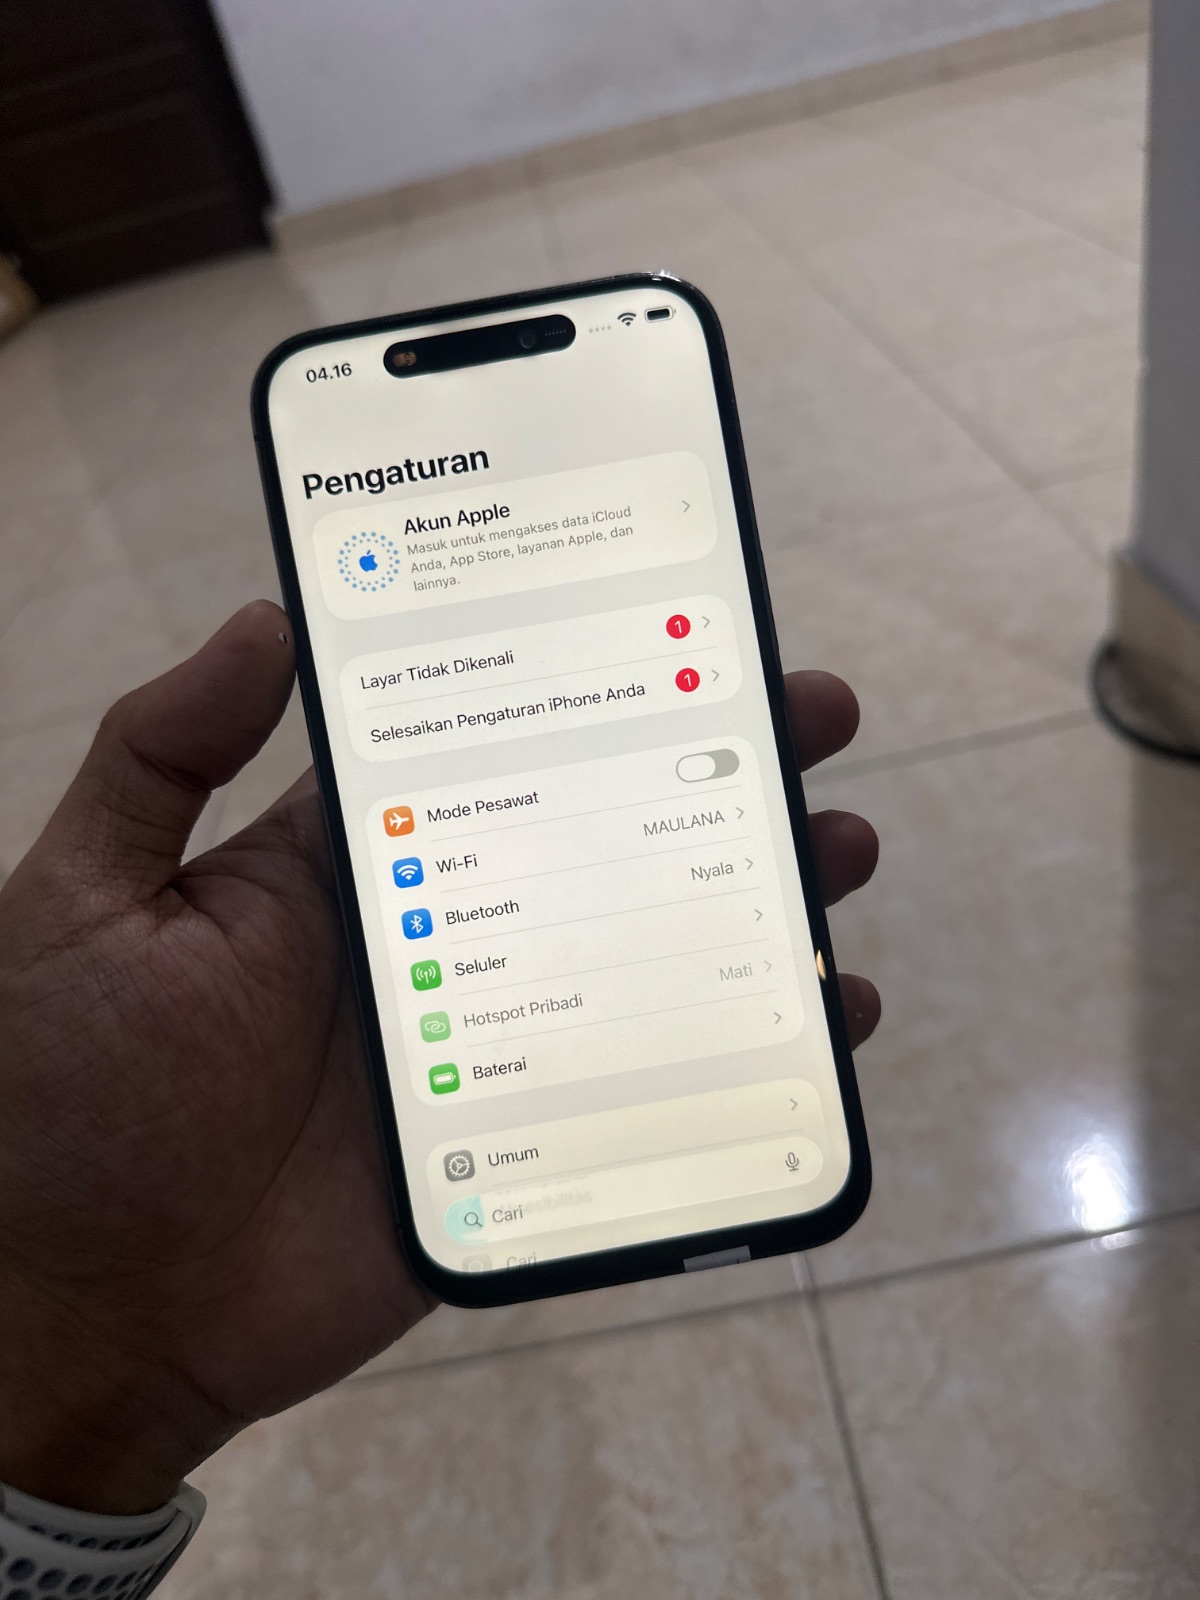 04.16
Pengaturan
Akun Apple
Masuk untuk mengakses data iCloud
Anda, App Store, layanan Apple, dan
lainnya.
Layar Tidak Dikenali 1
Selesaikan Pengaturan iPhone Anda 1
Mode Pesawat
Wi-Fi MAULANA
Bluetooth Nyala
Seluler
Hotspot Pribadi Mati
Baterai
Umum
Cari
Cari